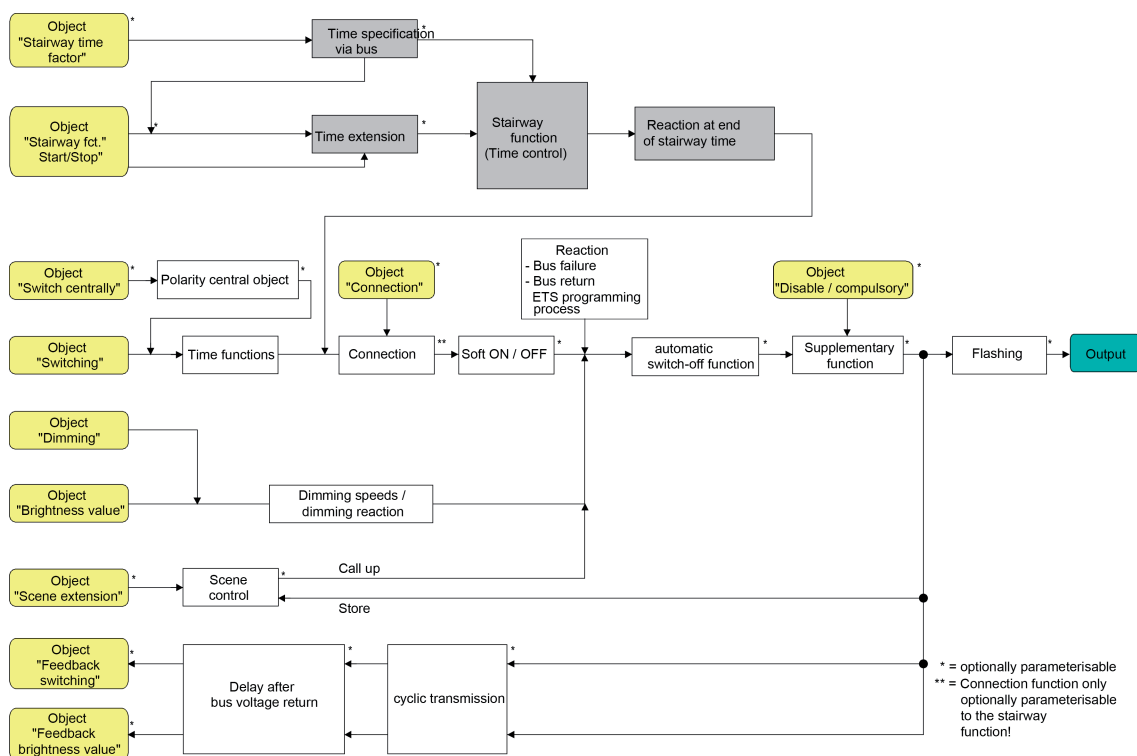 Object
"Stairway time
factor"
*
Time specification
via bus
*
Object
"Stairway fct."
Start/Stop"
*
Time extension
*
Stairway
function
(Time control)
Reaction at end
of stairway time
Object
"Switch centrally"
*
Polarity central object
*
Object
"Connection"
*
Reaction
- Bus failure
- Bus return
ETS programming
process
Object
"Disable / compulsory"
*
Object
"Switching"
*
Time functions
Connection
**
Soft ON / OFF
*
automatic
switch-off function
*
Supplementary
function
*
Flashing
*
Output
Object
"Dimming"
Object
"Brightness value"
Dimming speeds /
dimming reaction
Object
"Scene extension"
*
Scene
control
*
Call up
Store
Object
"Feedback
switching"
*
Delay after
bus voltage return
*
cyclic transmission
*
Object
"Feedback
brightness value"
*
*
*
* = optionally parameterisable
** = Connection function only
optionally parameterisable
to the stairway
function!